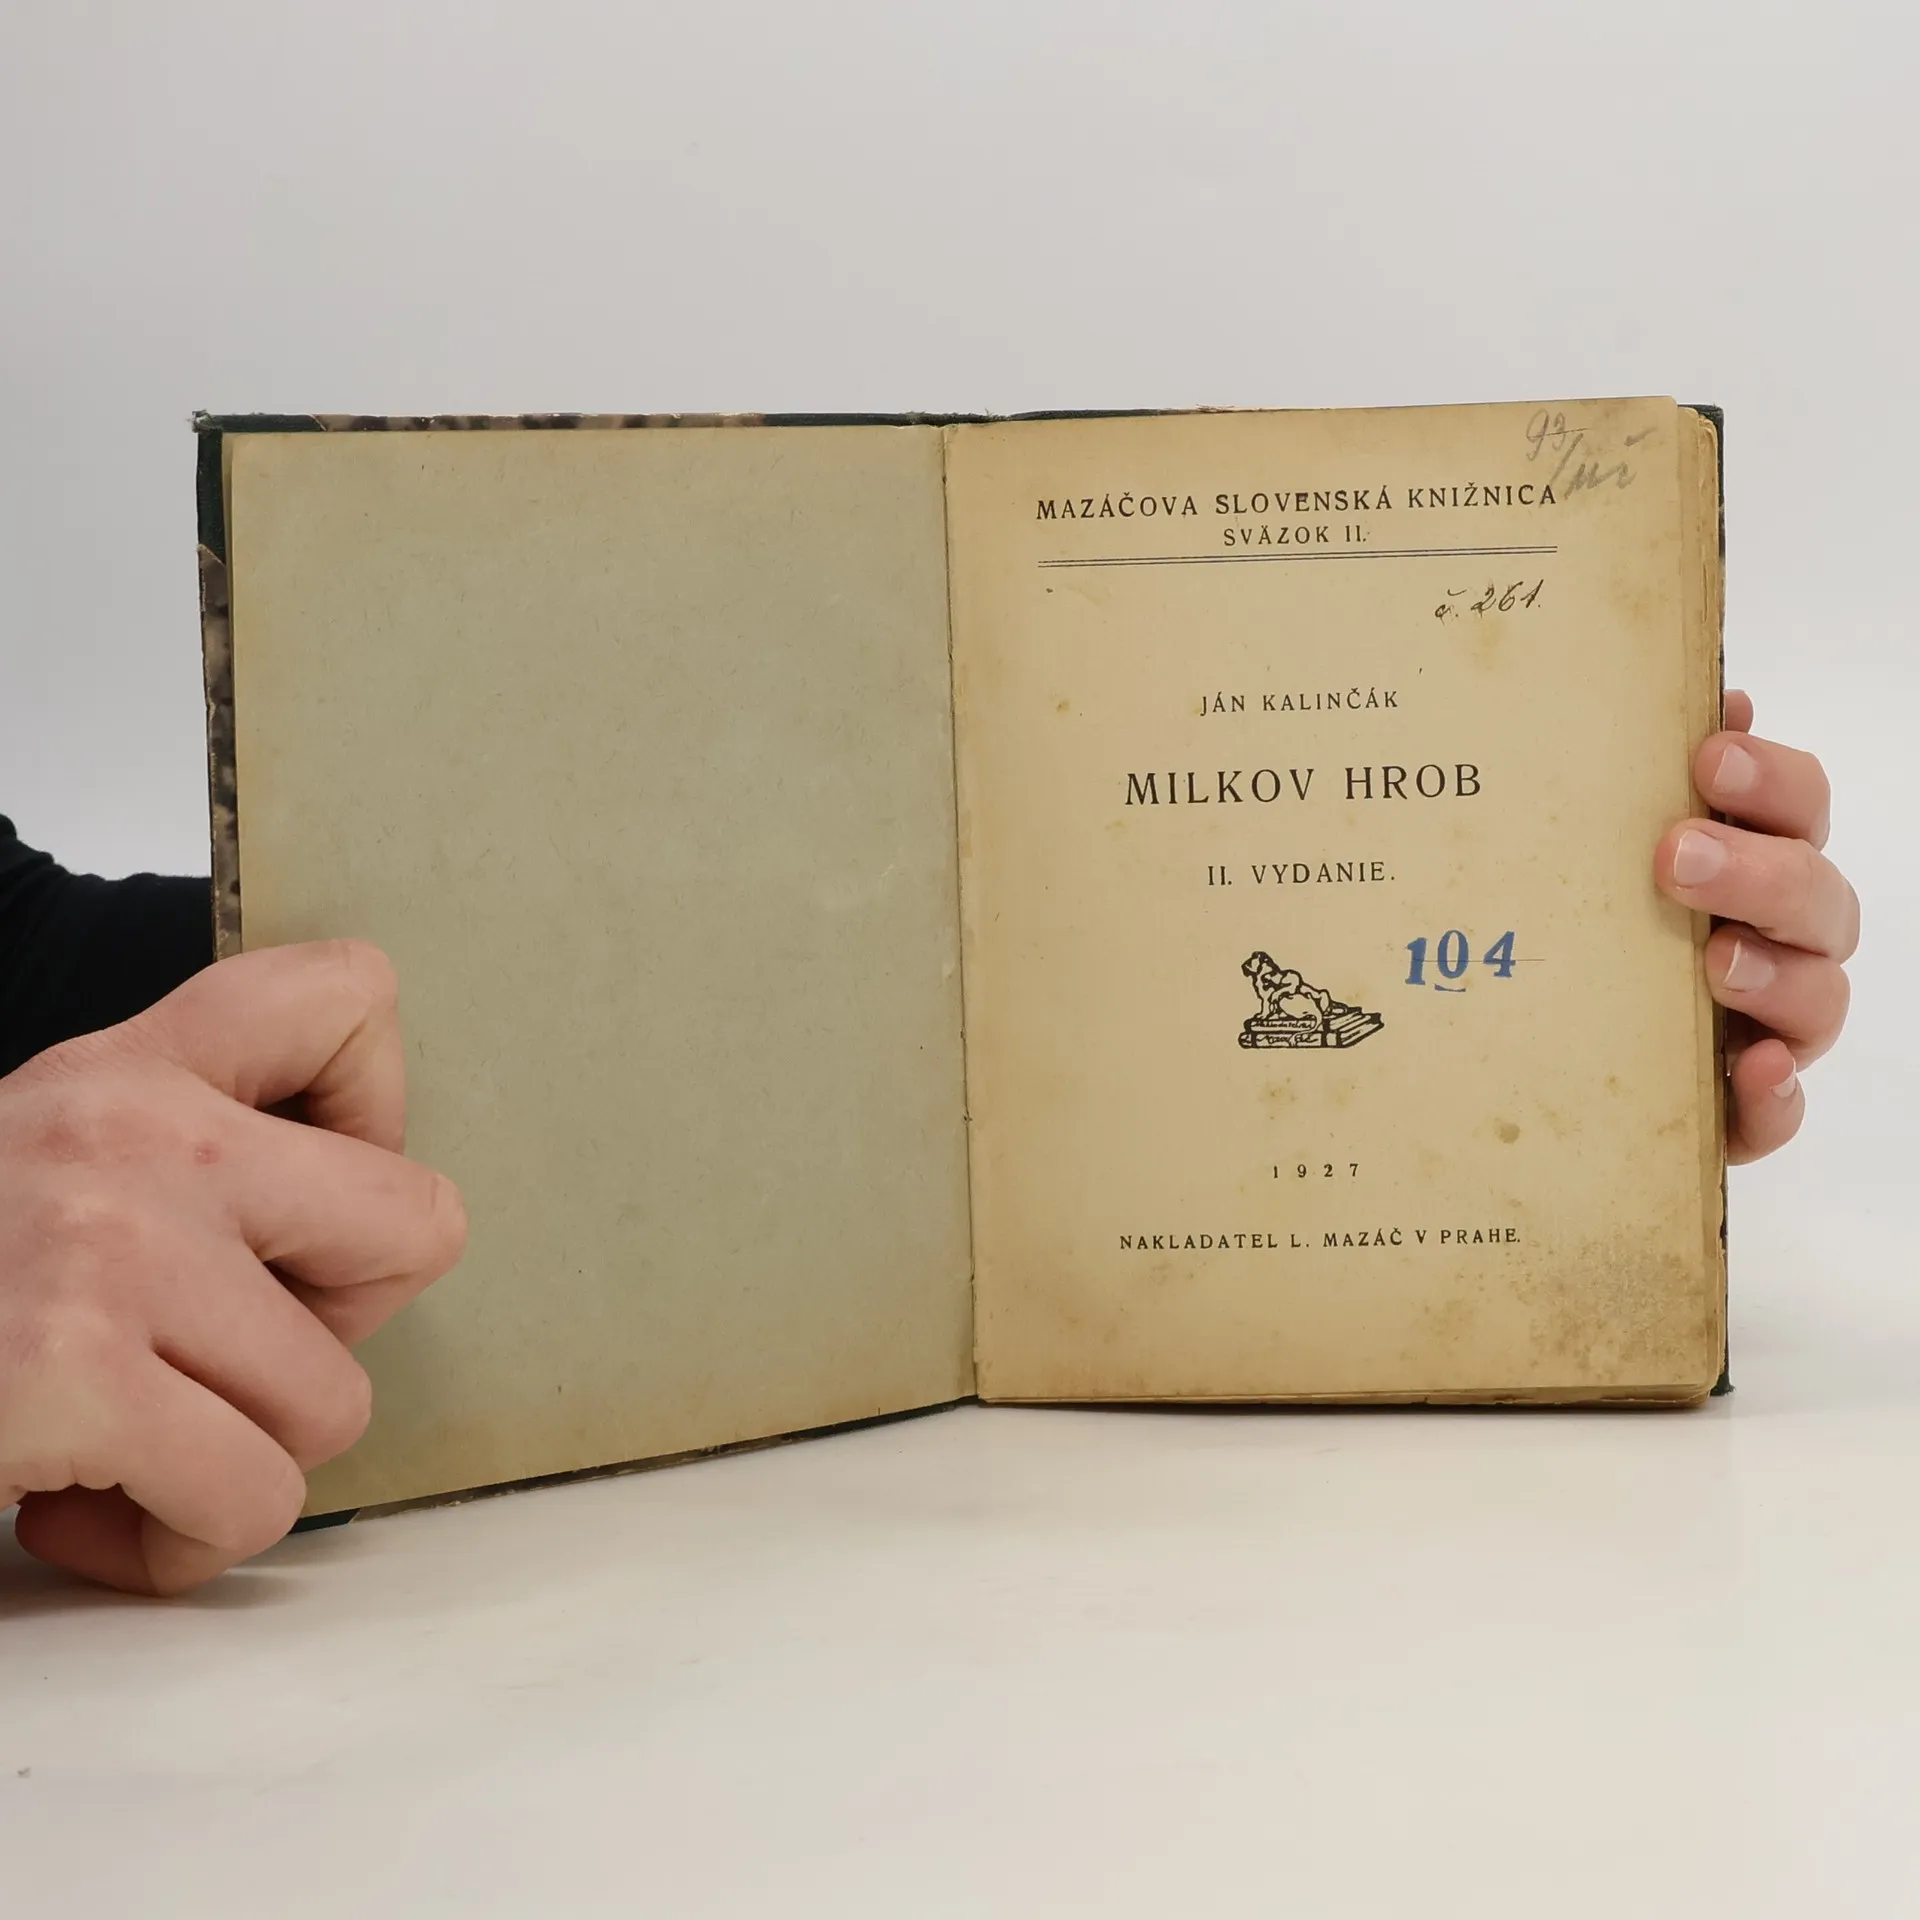 93
MAZÁČOVA SLOVENSKÁ KNIŽNICA
SVÄZOK II.
č. 261.
JÁN KALINČÁK
MILKOV HROB
II. VYDANIE.
104
1927
NAKLADATEL L. MAZÁČ V PRAHE.